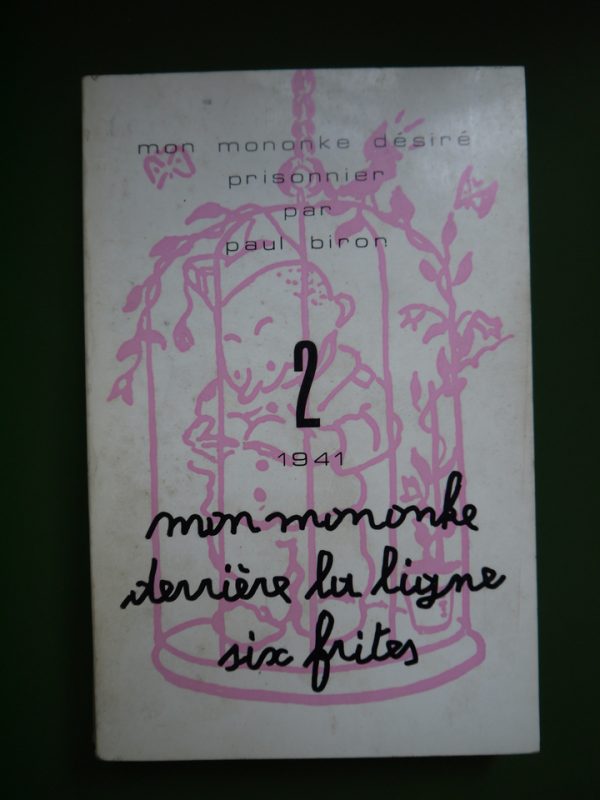 mon mononke désiré
prisonnier
par
paul biron
2
1941
mon mononke
derrière la ligne
six frites